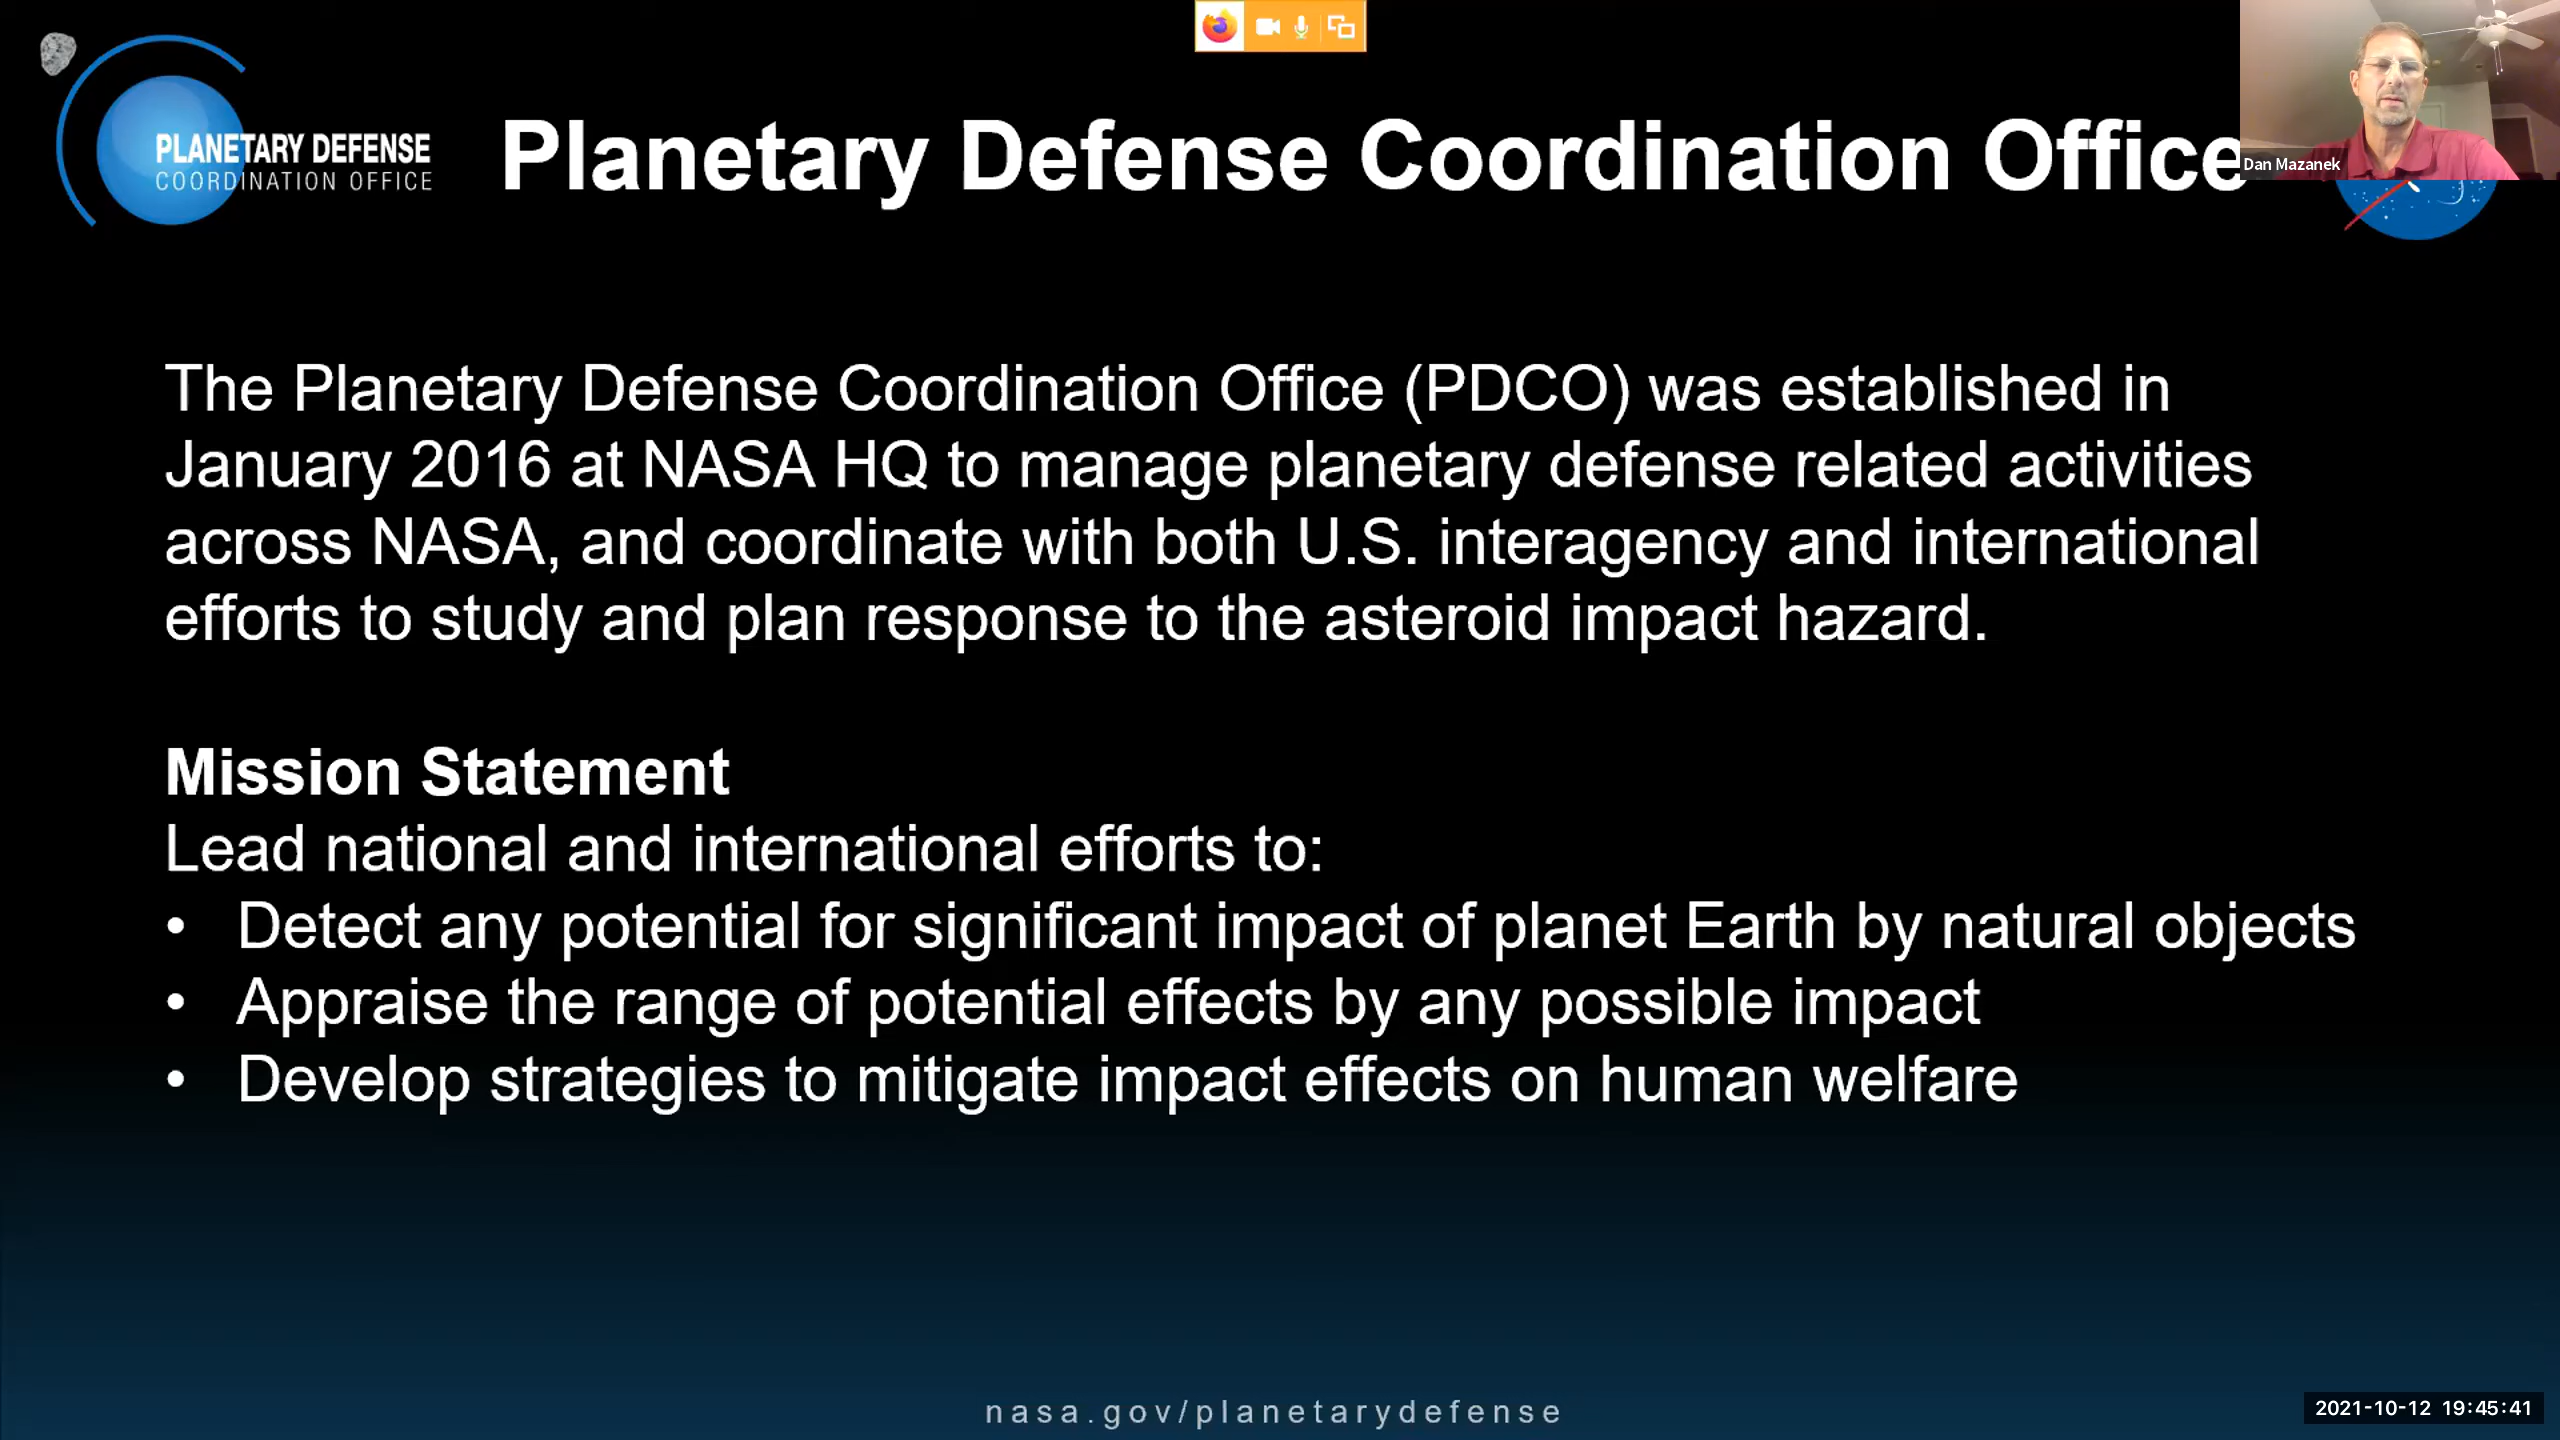 PLANETARY DEFENSE
COORDINATION OFFICE
Planetary Defense Coordination Office
Dan Mazanek
The Planetary Defense Coordination Office (PDCO) was established in
January 2016 at NASA HQ to manage planetary defense related activities
across NASA, and coordinate with both U.S. interagency and international
efforts to study and plan response to the asteroid impact hazard.
Mission Statement
Lead national and international efforts to:
• Detect any potential for significant impact of planet Earth by natural objects
• Appraise the range of potential effects by any possible impact
• Develop strategies to mitigate impact effects on human welfare
nasa.gov/planetarydefense
2021-10-12 19:45:41